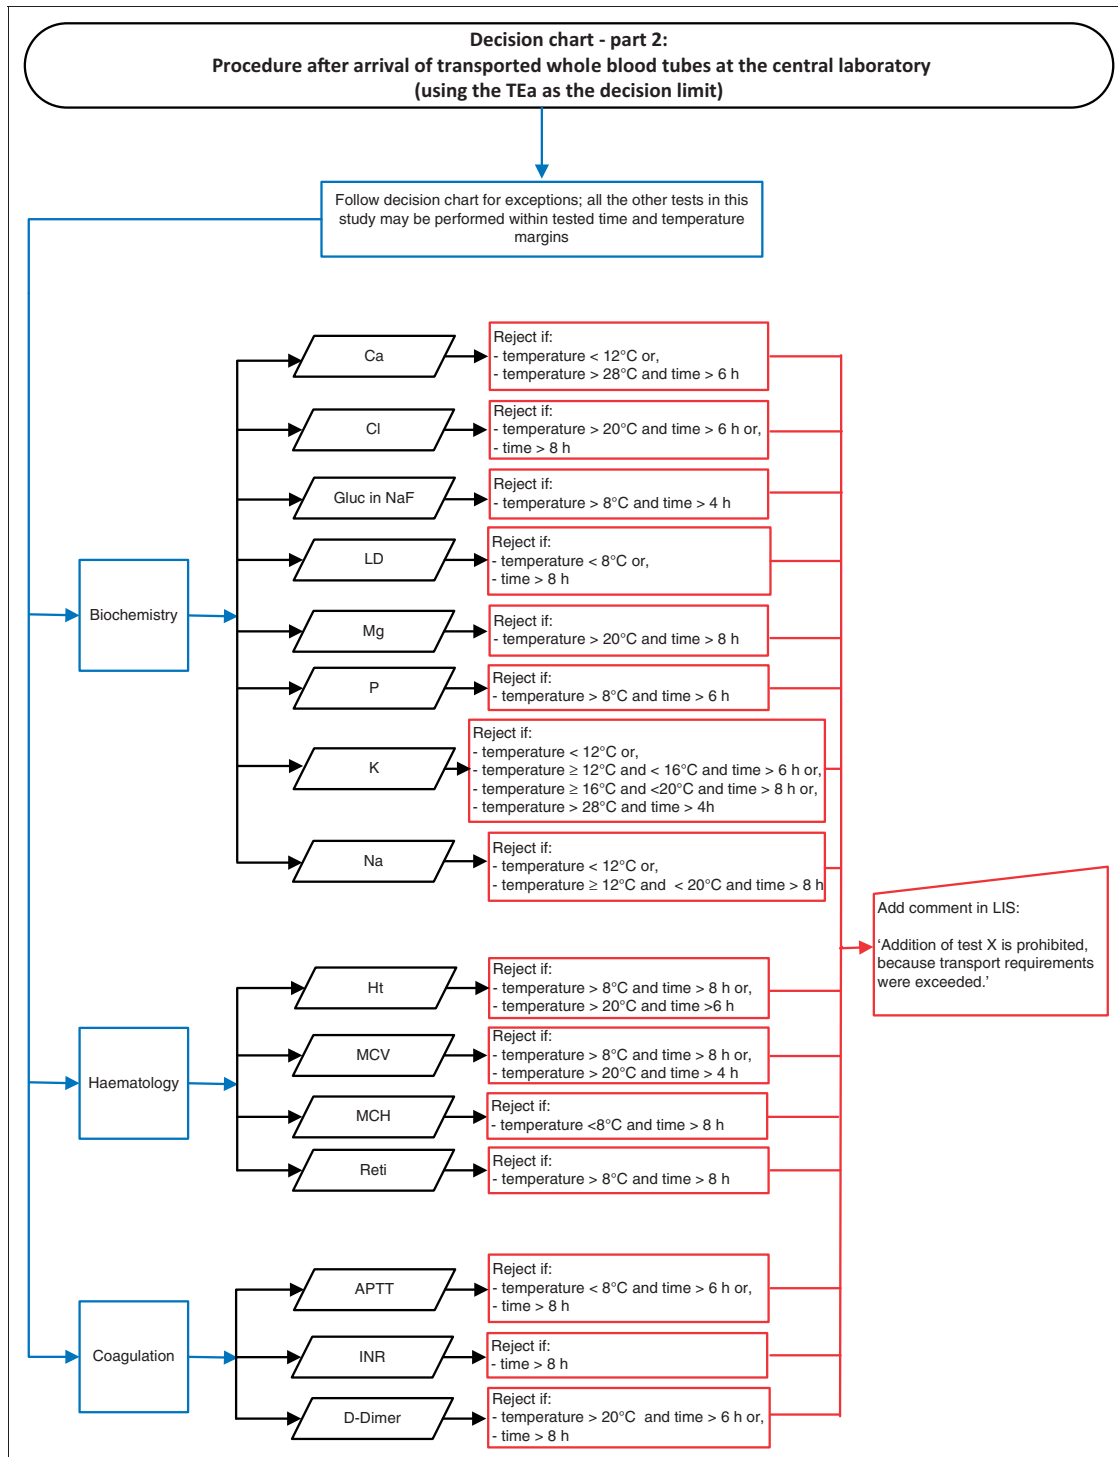 Decision chart - part 2:
Procedure after arrival of transported whole blood tubes at the central laboratory
(using the TEa as the decision limit)
Follow decision chart for exceptions; all the other tests in this
study may be performed within tested time and temperature
margins
Biochemistry
Ca
Reject if:
- temperature < 12°C or,
- temperature > 28°C and time > 6 h
Cl
Reject if:
- temperature > 20°C and time > 6 h or,
- time > 8 h
Gluc in NaF
Reject if:
- temperature > 8°C and time > 4 h
LD
Reject if:
- temperature < 8°C or,
- time > 8 h
Mg
Reject if:
- temperature > 20°C and time > 8 h
P
Reject if:
- temperature > 8°C and time > 6 h
K
Reject if:
- temperature < 12°C or,
- temperature ≥ 12°C and < 16°C and time > 6 h or,
- temperature ≥ 16°C and <20°C and time > 8 h or,
- temperature > 28°C and time > 4h
Na
Reject if:
- temperature < 12°C or,
- temperature ≥ 12°C and < 20°C and time > 8 h
Haematology
Ht
Reject if:
- temperature > 8°C and time > 8 h or,
- temperature > 20°C and time >6 h
MCV
Reject if:
- temperature > 8°C and time > 8 h or,
- temperature > 20°C and time > 4 h
MCH
Reject if:
- temperature <8°C and time > 8 h
Reti
Reject if:
- temperature > 8°C and time > 8 h
Coagulation
APTT
Reject if:
- temperature < 8°C and time > 6 h or,
- time > 8 h
INR
Reject if:
- time > 8 h
D-Dimer
Reject if:
- temperature > 20°C and time > 6 h or,
- time > 8 h
Add comment in LIS:
‘Addition of test X is prohibited,
because transport requirements
were exceeded.’